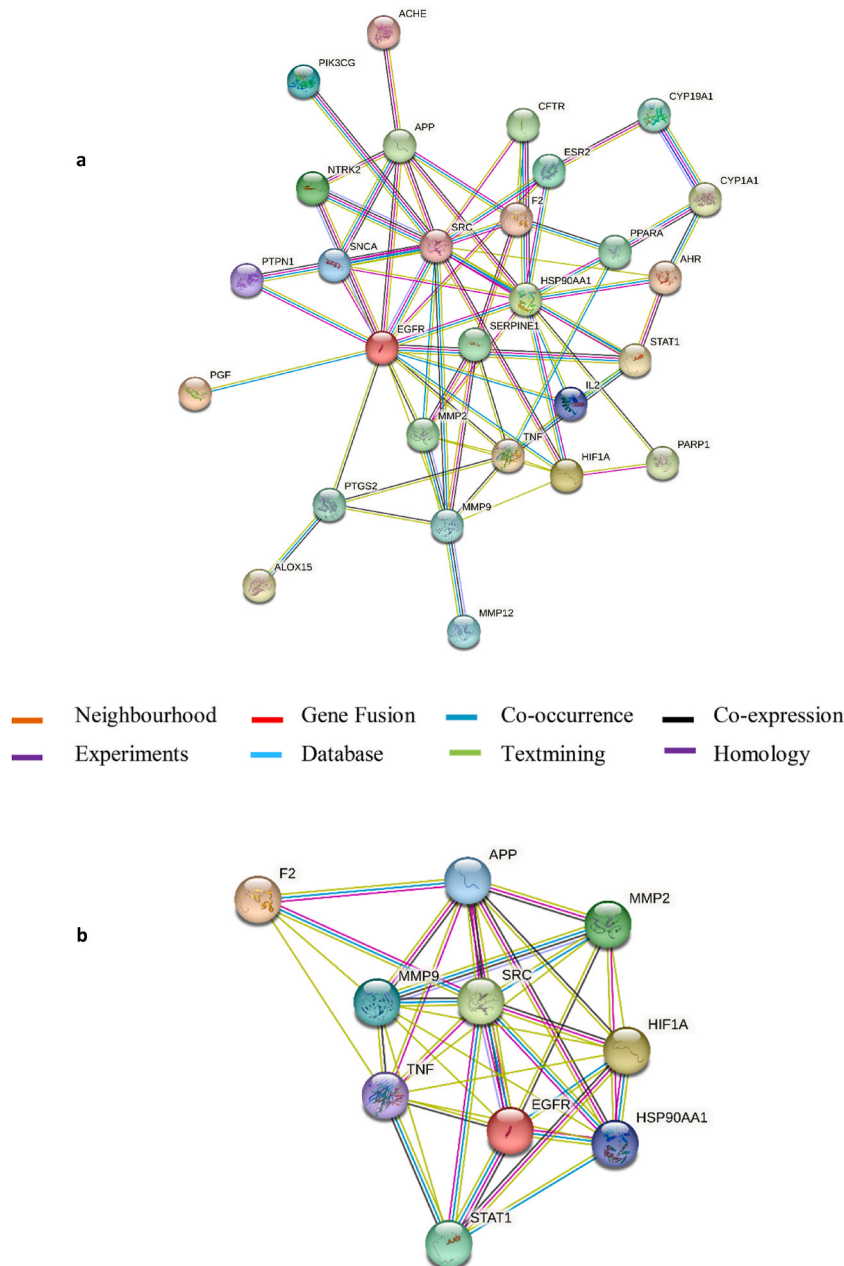 ACHE
PIK3CG
CFTR
CYP19A1
APP
a
ESR2
NTRK2
CYP1A1
F2
SRC
PPARA
SNCA
PTPN1
AHR
HSP90AA1
EGFR
SERPINE1
STAT1
PGF
IL2
MMP2
TNF
HIF1A
PARP1
PTGS2
MMP9
ALOX15
MMP12
Neighbourhood Gene Fusion Co-occurrence Co-expression
Experiments Database Textmining Homology
APP
F2
MMP2
b
MMP9
SRC
HIF1A
TNF
EGFR
HSP90AA1
STAT1